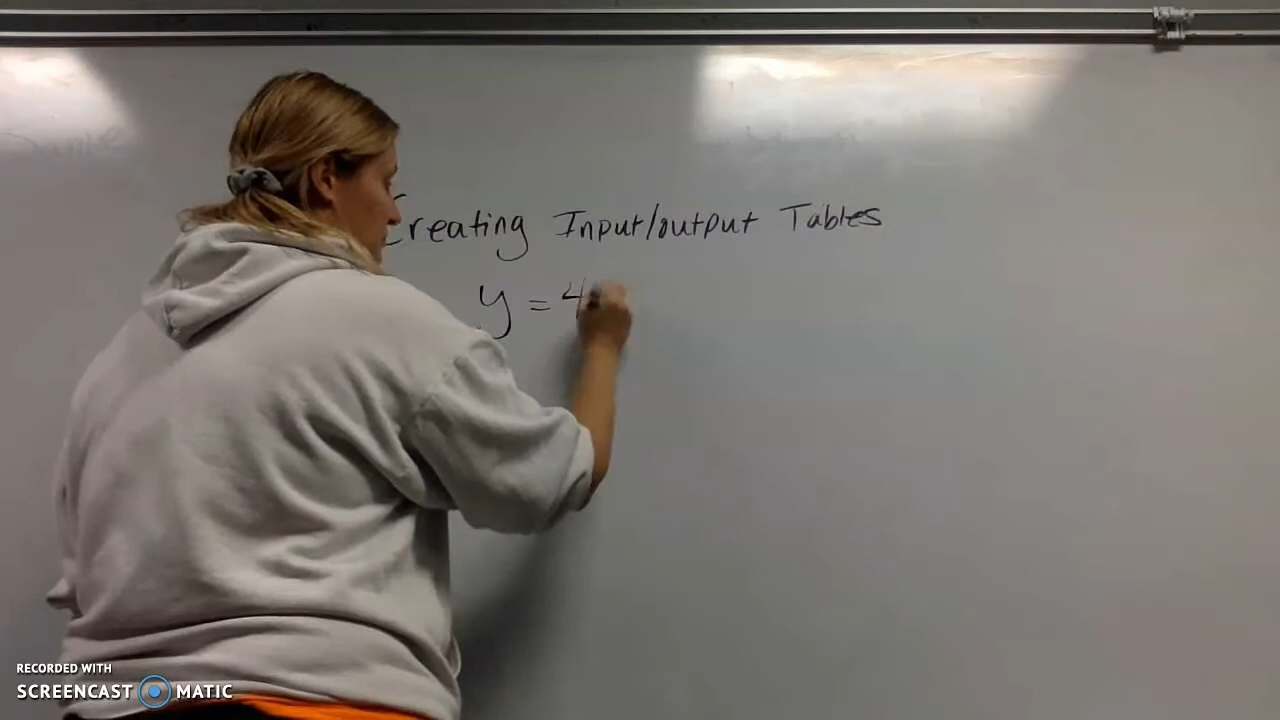 Creating Input/output Tables
y = 4
RECORDED WITH
SCREENCAST MATIC